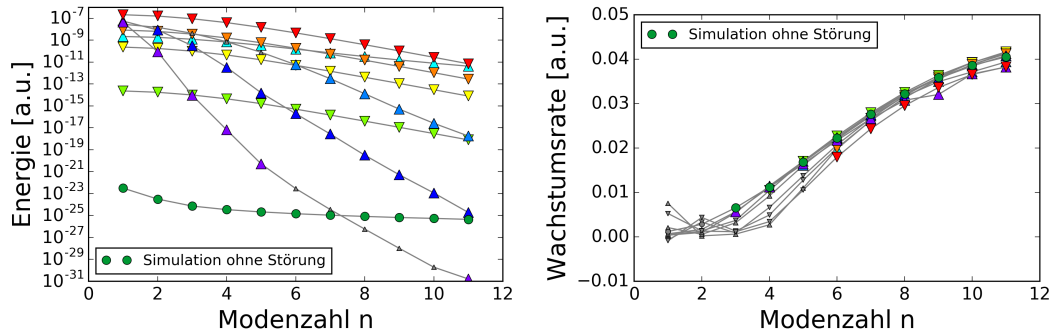 10^-7
10^-9
10^-11
10^-13
10^-15
10^-17
10^-19
10^-21
10^-23
10^-25
10^-27
10^-29
10^-31
Energie [a.u.]
Simulation ohne Störung
0 2 4 6 8 10 12
Modenzahl n
0.05
0.04
0.03
0.02
0.01
0.00
−0.01
Wachstumsrate [a.u.]
Simulation ohne Störung
0 2 4 6 8 10 12
Modenzahl n